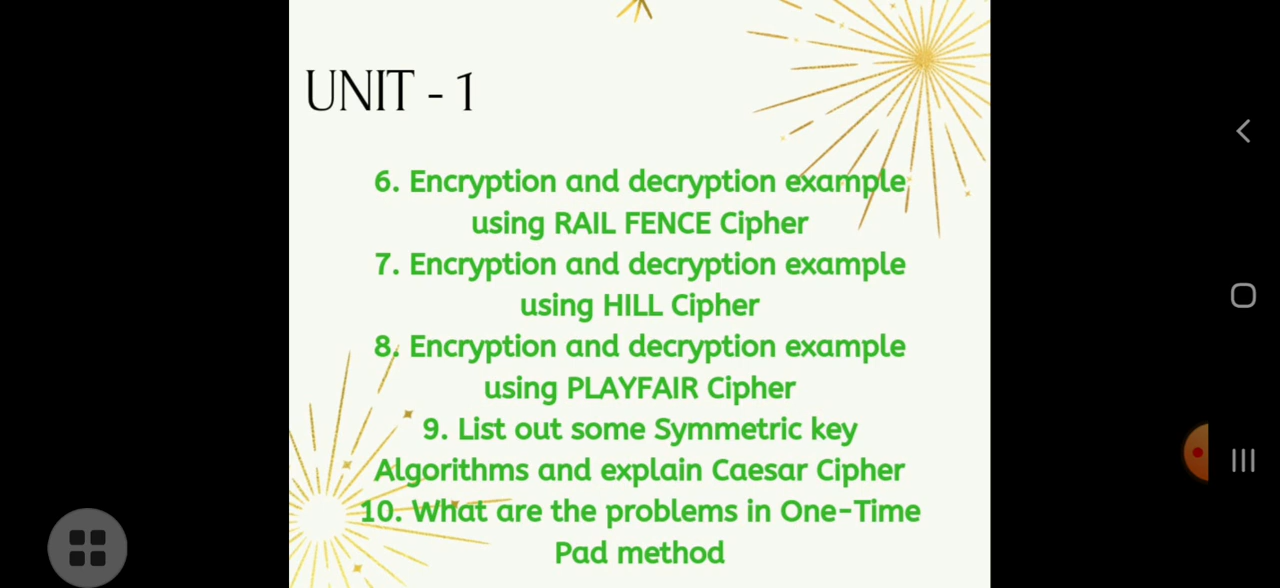 UNIT - 1
6. Encryption and decryption example
using RAIL FENCE Cipher
7. Encryption and decryption example
using HILL Cipher
8. Encryption and decryption example
using PLAYFAIR Cipher
9. List out some Symmetric key
Algorithms and explain Caesar Cipher
10. What are the problems in One-Time
Pad method